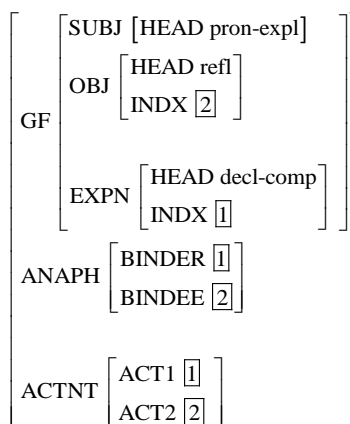 SUBJ [HEAD pron-expl]
HEAD refl
OBJ
INDX 2
GF
HEAD decl-comp
EXPN
INDX 1
BINDER 1
ANAPH
BINDEE 2
ACT1 1
ACTNT
ACT2 2